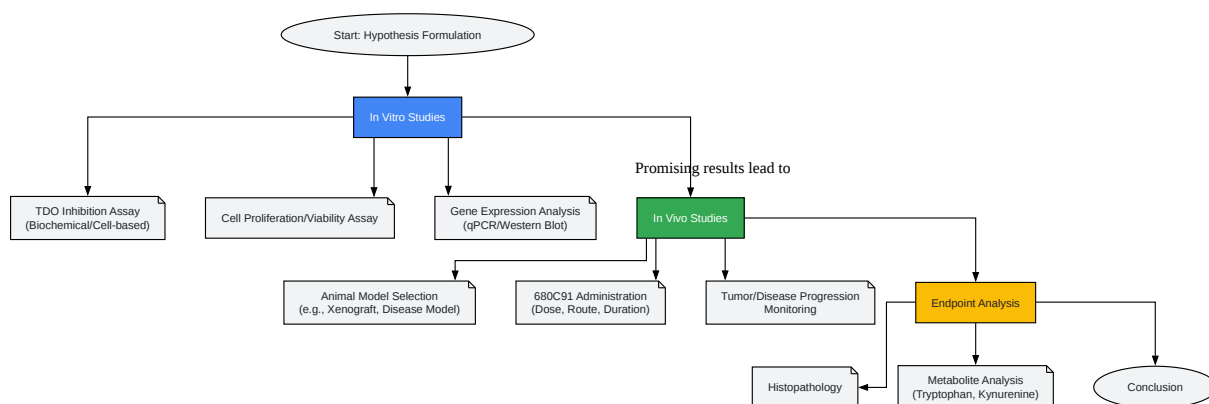 Start: Hypothesis Formulation
In Vitro Studies
Promising results lead to
TDO Inhibition Assay
(Biochemical/Cell-based)
Cell Proliferation/Viability Assay
Gene Expression Analysis
(qPCR/Western Blot)
In Vivo Studies
Animal Model Selection
(e.g., Xenograft, Disease Model)
680C91 Administration
(Dose, Route, Duration)
Tumor/Disease Progression
Monitoring
Endpoint Analysis
Histopathology
Metabolite Analysis
(Tryptophan, Kynurenine)
Conclusion